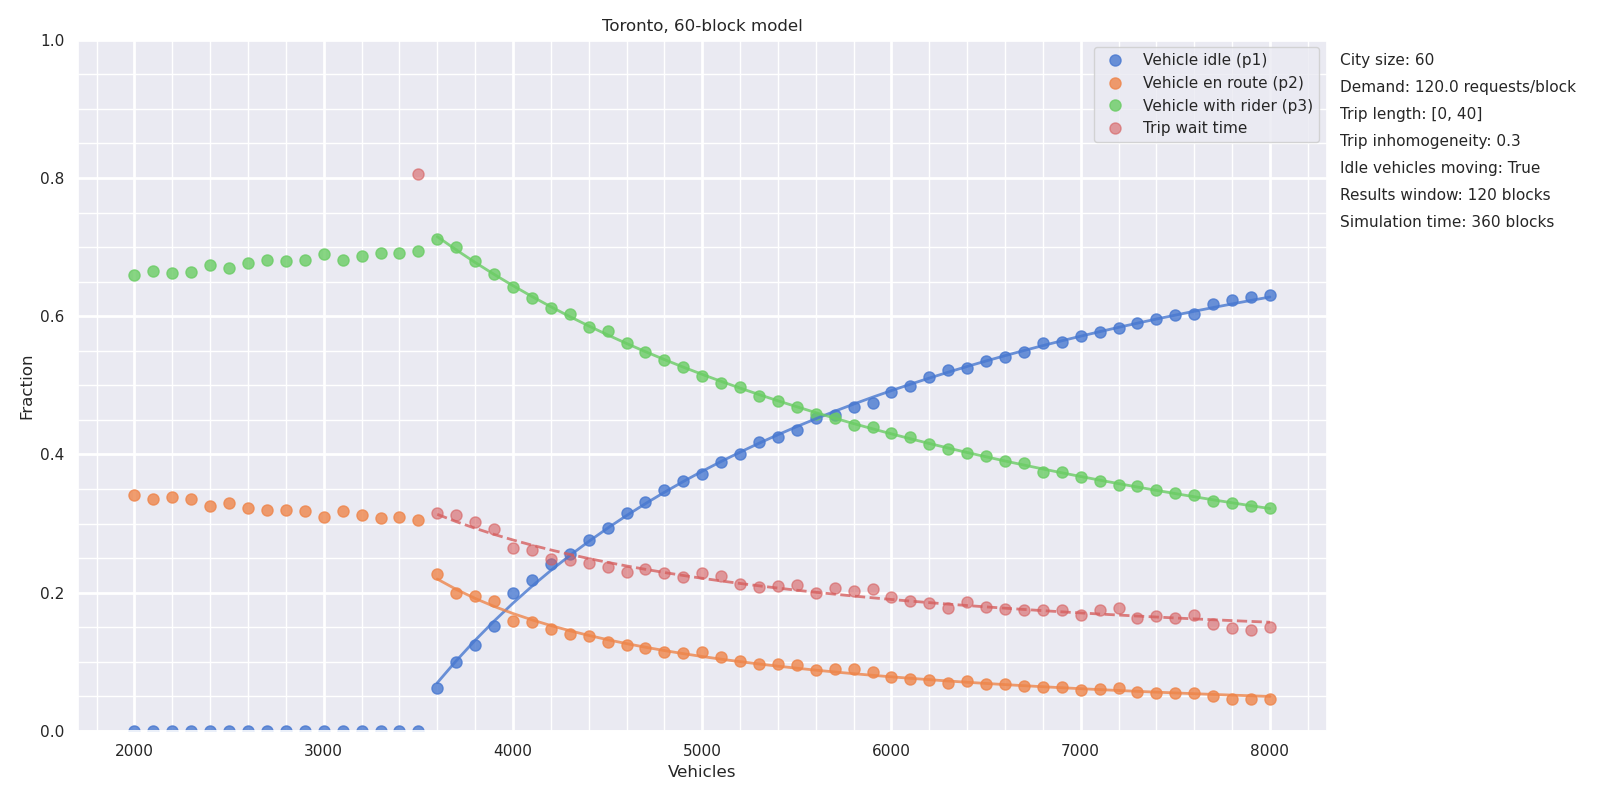 Toronto, 60-block model
1.0
0.8
0.6
0.4
0.2
0.0
Fraction
2000 3000 4000 5000 6000 7000 8000
Vehicles
Vehicle idle (p1)
Vehicle en route (p2)
Vehicle with rider (p3)
Trip wait time
City size: 60
Demand: 120.0 requests/block
Trip length: [0, 40]
Trip inhomogeneity: 0.3
Idle vehicles moving: True
Results window: 120 blocks
Simulation time: 360 blocks